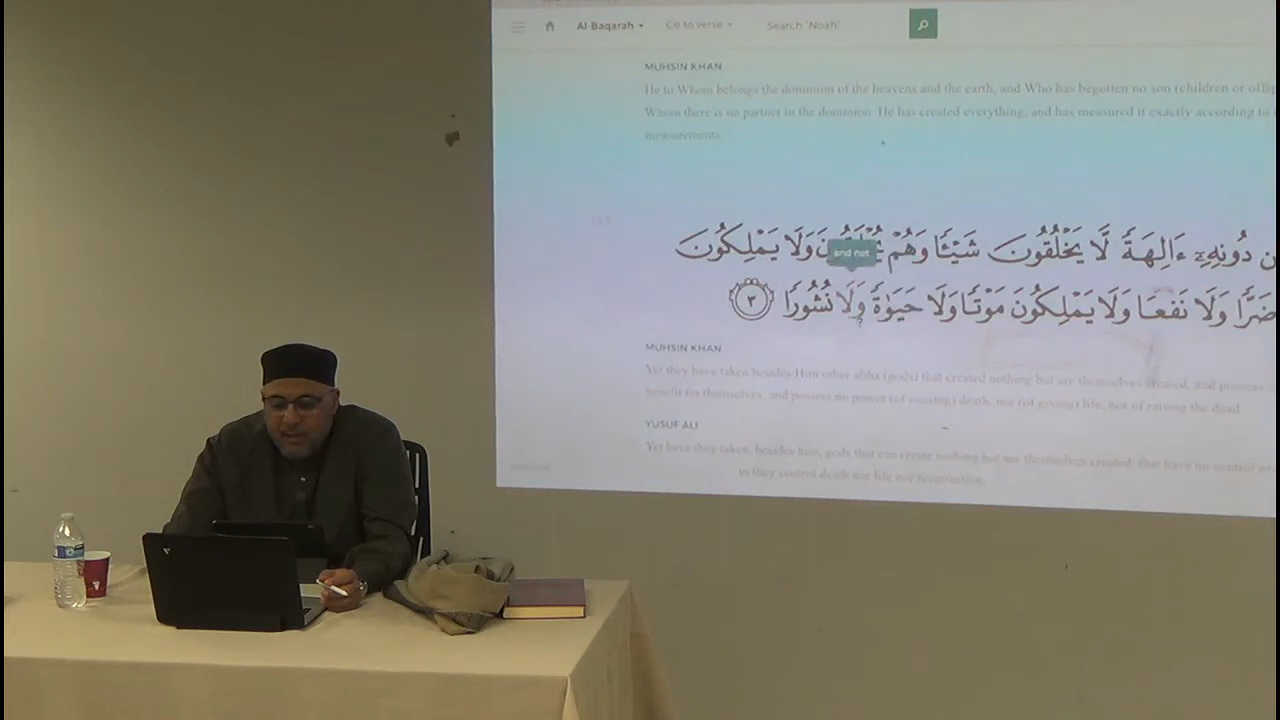 Al-Baqarah Go to verse Search "Noah"
MUHSIN KHAN
He to Whom belongs the dominion of the heavens and the earth, and Who has begotten no son (children or
Whom there is no partner in the dominion. He has created everything, and has measured it exactly according to
measurements.
دُونِهِۦٓ ءَالِهَةً لَّا يَخْلُقُونَ شَيْـًٔا وَهُمْ وَلَا يَمْلِكُونَ
and not
ضَرًّا وَلَا نَفْعًا وَلَا يَمْلِكُونَ مَوْتًا وَلَا حَيَوٰةً وَلَا نُشُورًا ٣
MUHSIN KHAN
Yet they have taken besides Him other aliha (gods) that created nothing but are themselves created, and possess
benefit for themselves, and possess no power (of causing) death, nor (of giving) life, nor of raising the dead.
YUSUF ALI
Yet have they taken, besides him, gods that can create nothing but are themselves created; that have no control
they control death nor life nor resurrection.